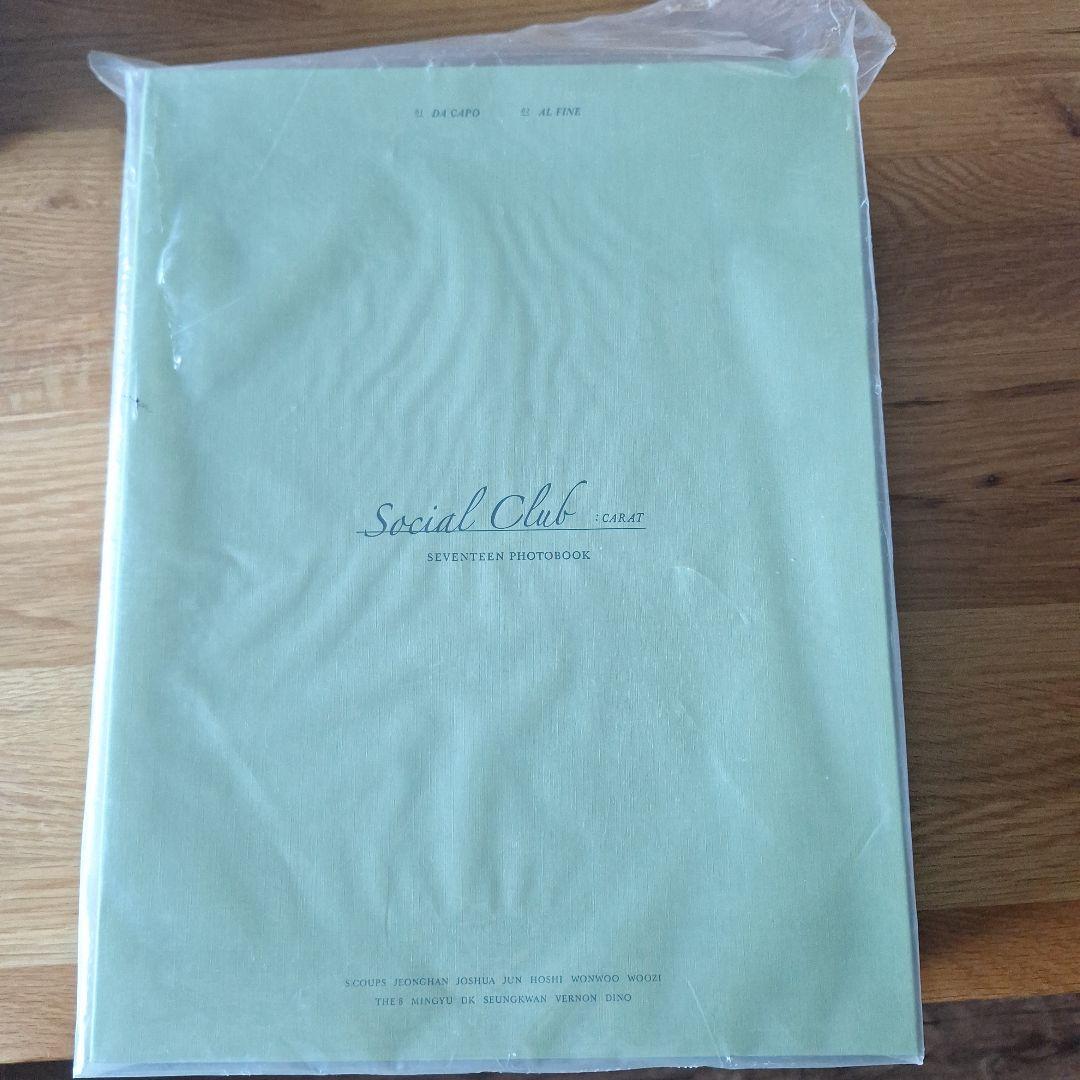 01 DA CAPO 02 AL FINE
Social Club : CARAT
SEVENTEEN PHOTOBOOK
S.COUPS JEONGHAN JOSHUA JUN HOSHI WONWOO WOOZI
THE 8 MINGYU DK SEUNGKWAN VERNON DINO